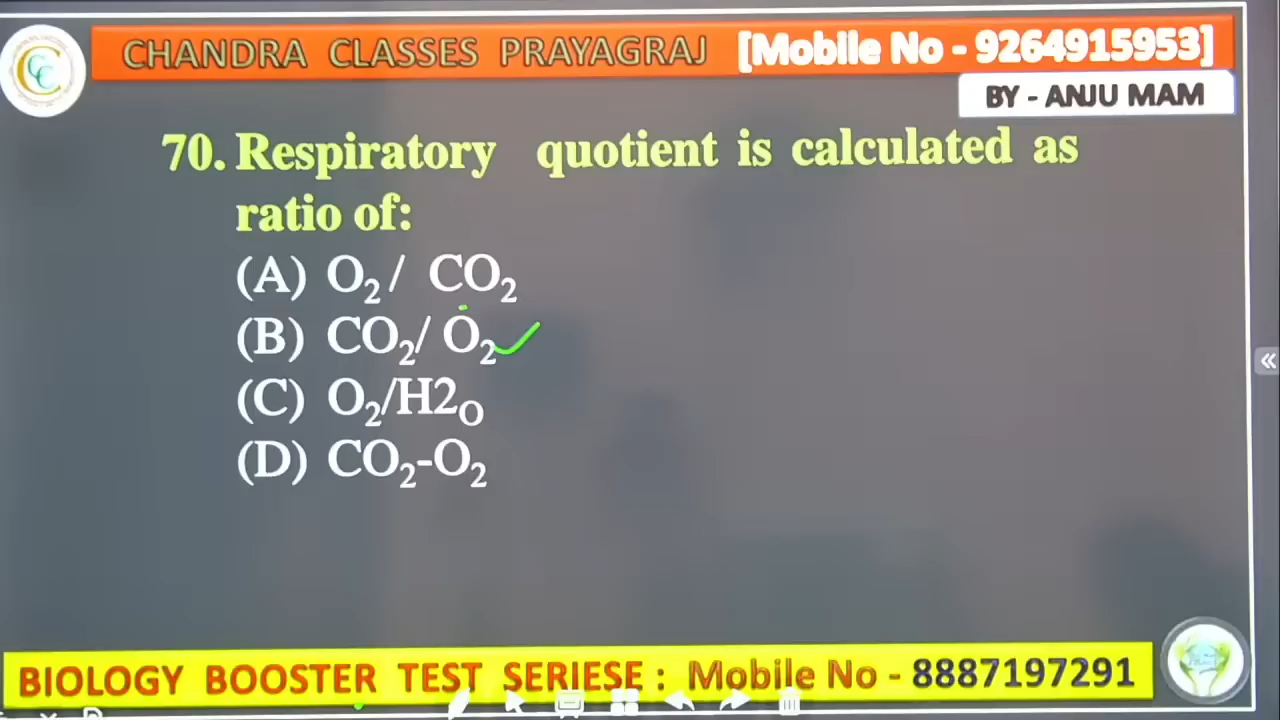 CHANDRA CLASSES PRAYAGRAJ [Mobile No - 9264915953]
BY - ANJU MAM
70. Respiratory quotient is calculated as
ratio of:
(A) O₂ / CO₂
(B) CO₂/ O₂
(C) O₂/H2O
(D) CO₂-O₂
BIOLOGY BOOSTER TEST SERIESE : Mobile No - 8887197291